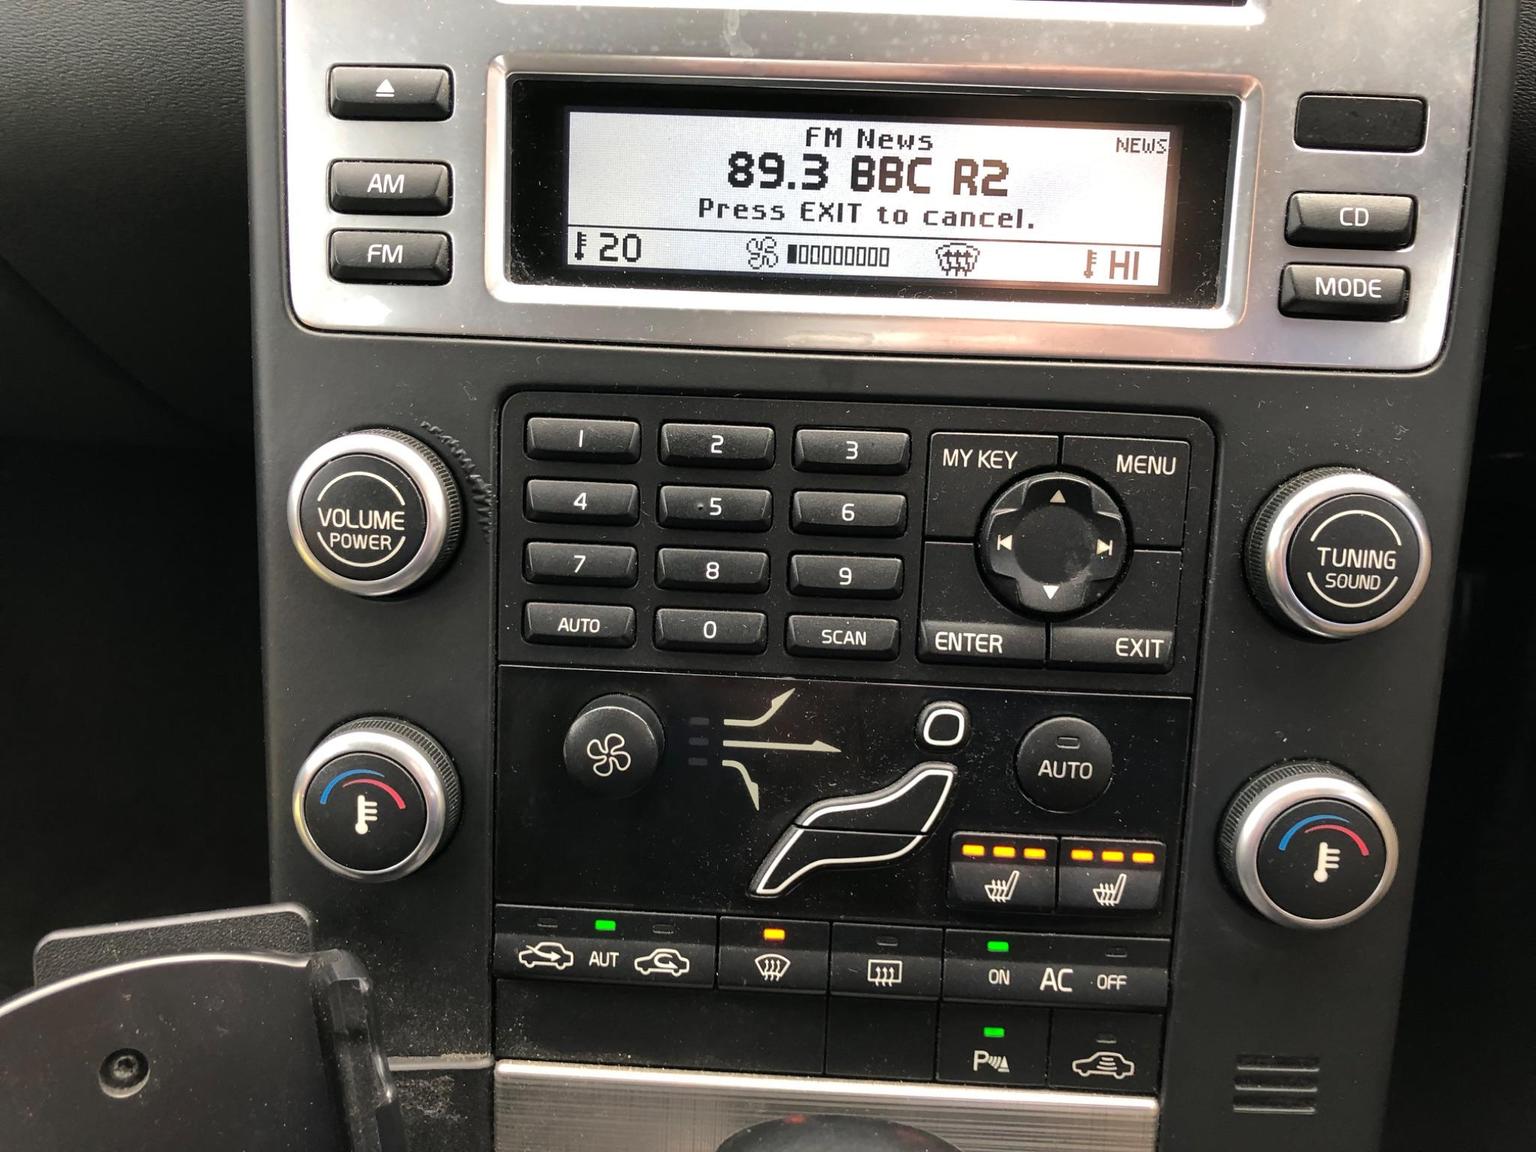 FM News
NEWS
89.3 BBC R2
Press EXIT to cancel.
20
HI
AM
FM
CD
MODE
VOLUME
POWER
1
2
3
4
5
6
7
8
9
AUTO
0
SCAN
MY KEY
MENU
ENTER
EXIT
TUNING
SOUND
AUTO
AUT
ON AC OFF
P